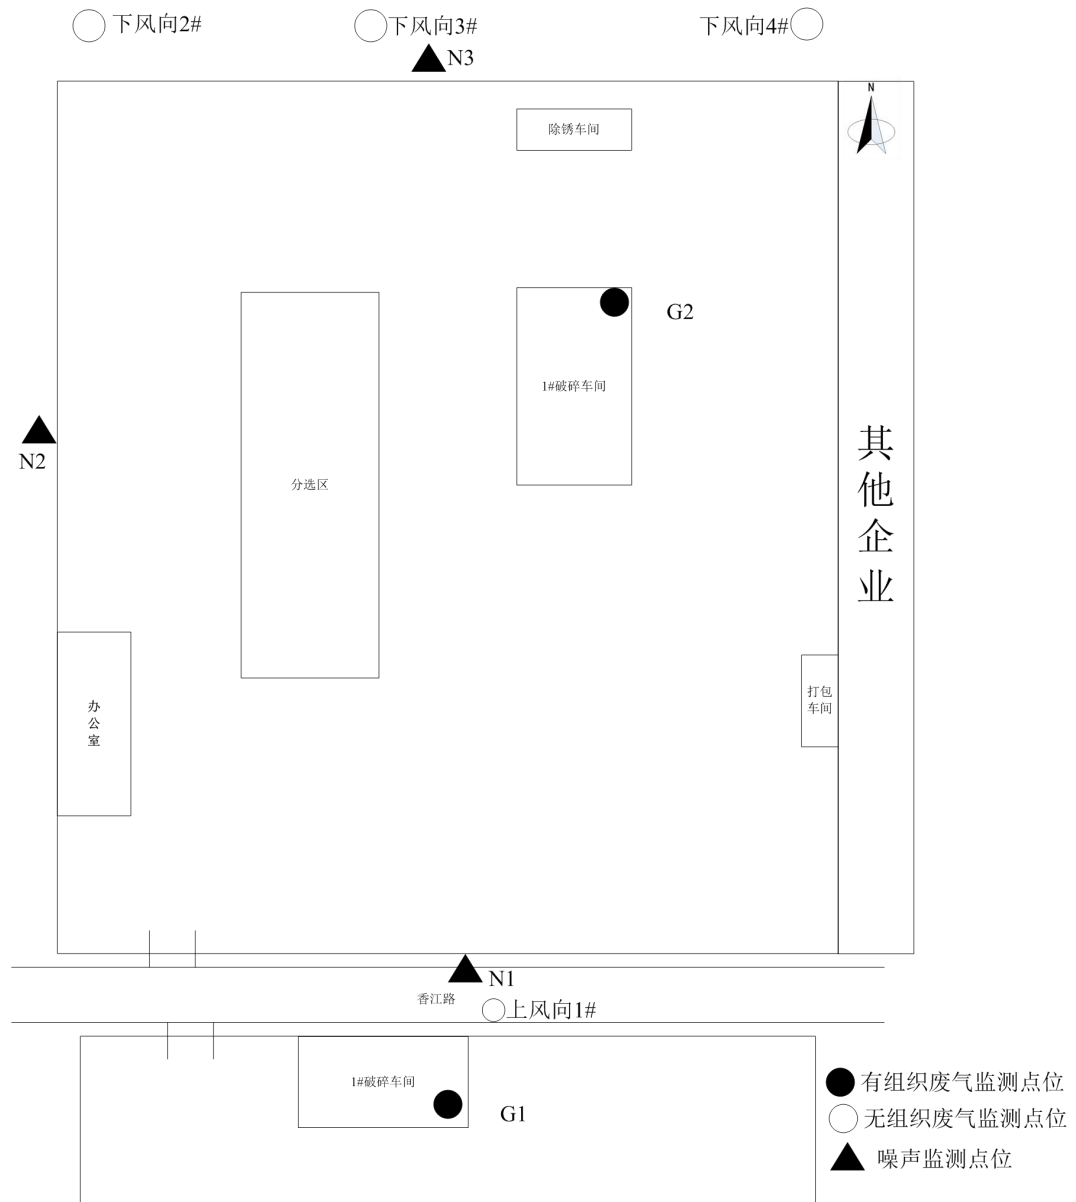 下风向2#
下风向3#
下风向4#
N3
N
除锈车间
G2
1#破碎车间
其他企业
N2
分选区
打包
车间
办公室
N1
香江路
上风向1#
1#破碎车间
G1
有组织废气监测点位
无组织废气监测点位
噪声监测点位